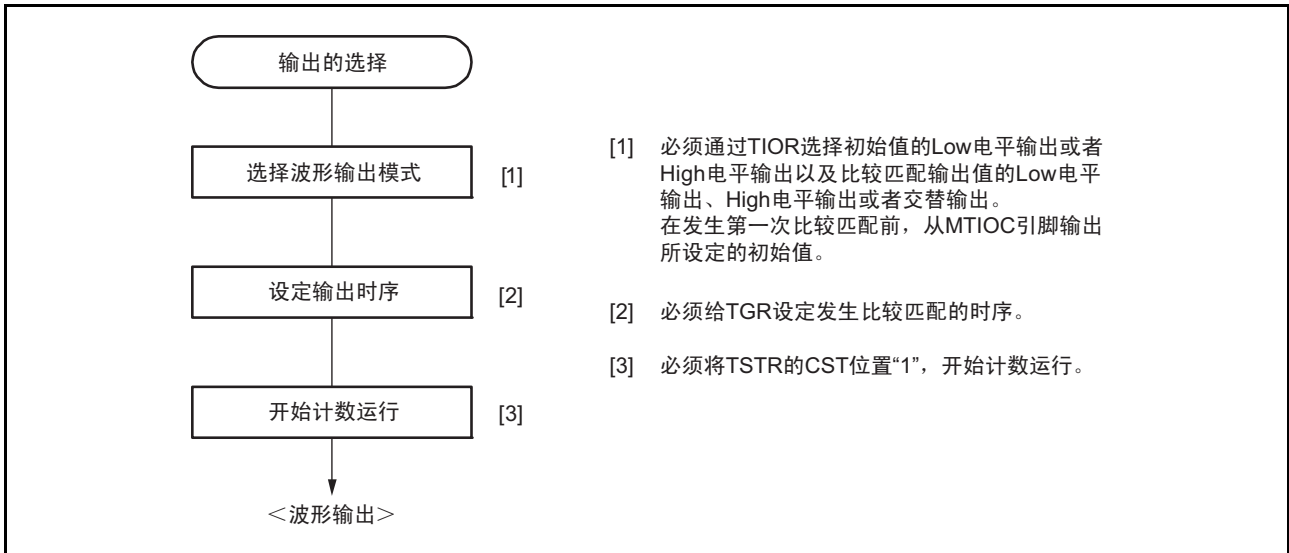 输出的选择
选择波形输出模式 [1]
设定输出时序 [2]
开始计数运行 [3]
＜波形输出＞
[1] 必须通过TIOR选择初始值的Low电平输出或者
High电平输出以及比较匹配输出值的Low电平
输出、High电平输出或者交替输出。
在发生第一次比较匹配前，从MTIOC引脚输出
所设定的初始值。
[2] 必须给TGR设定发生比较匹配的时序。
[3] 必须将TSTR的CST位置“1”，开始计数运行。